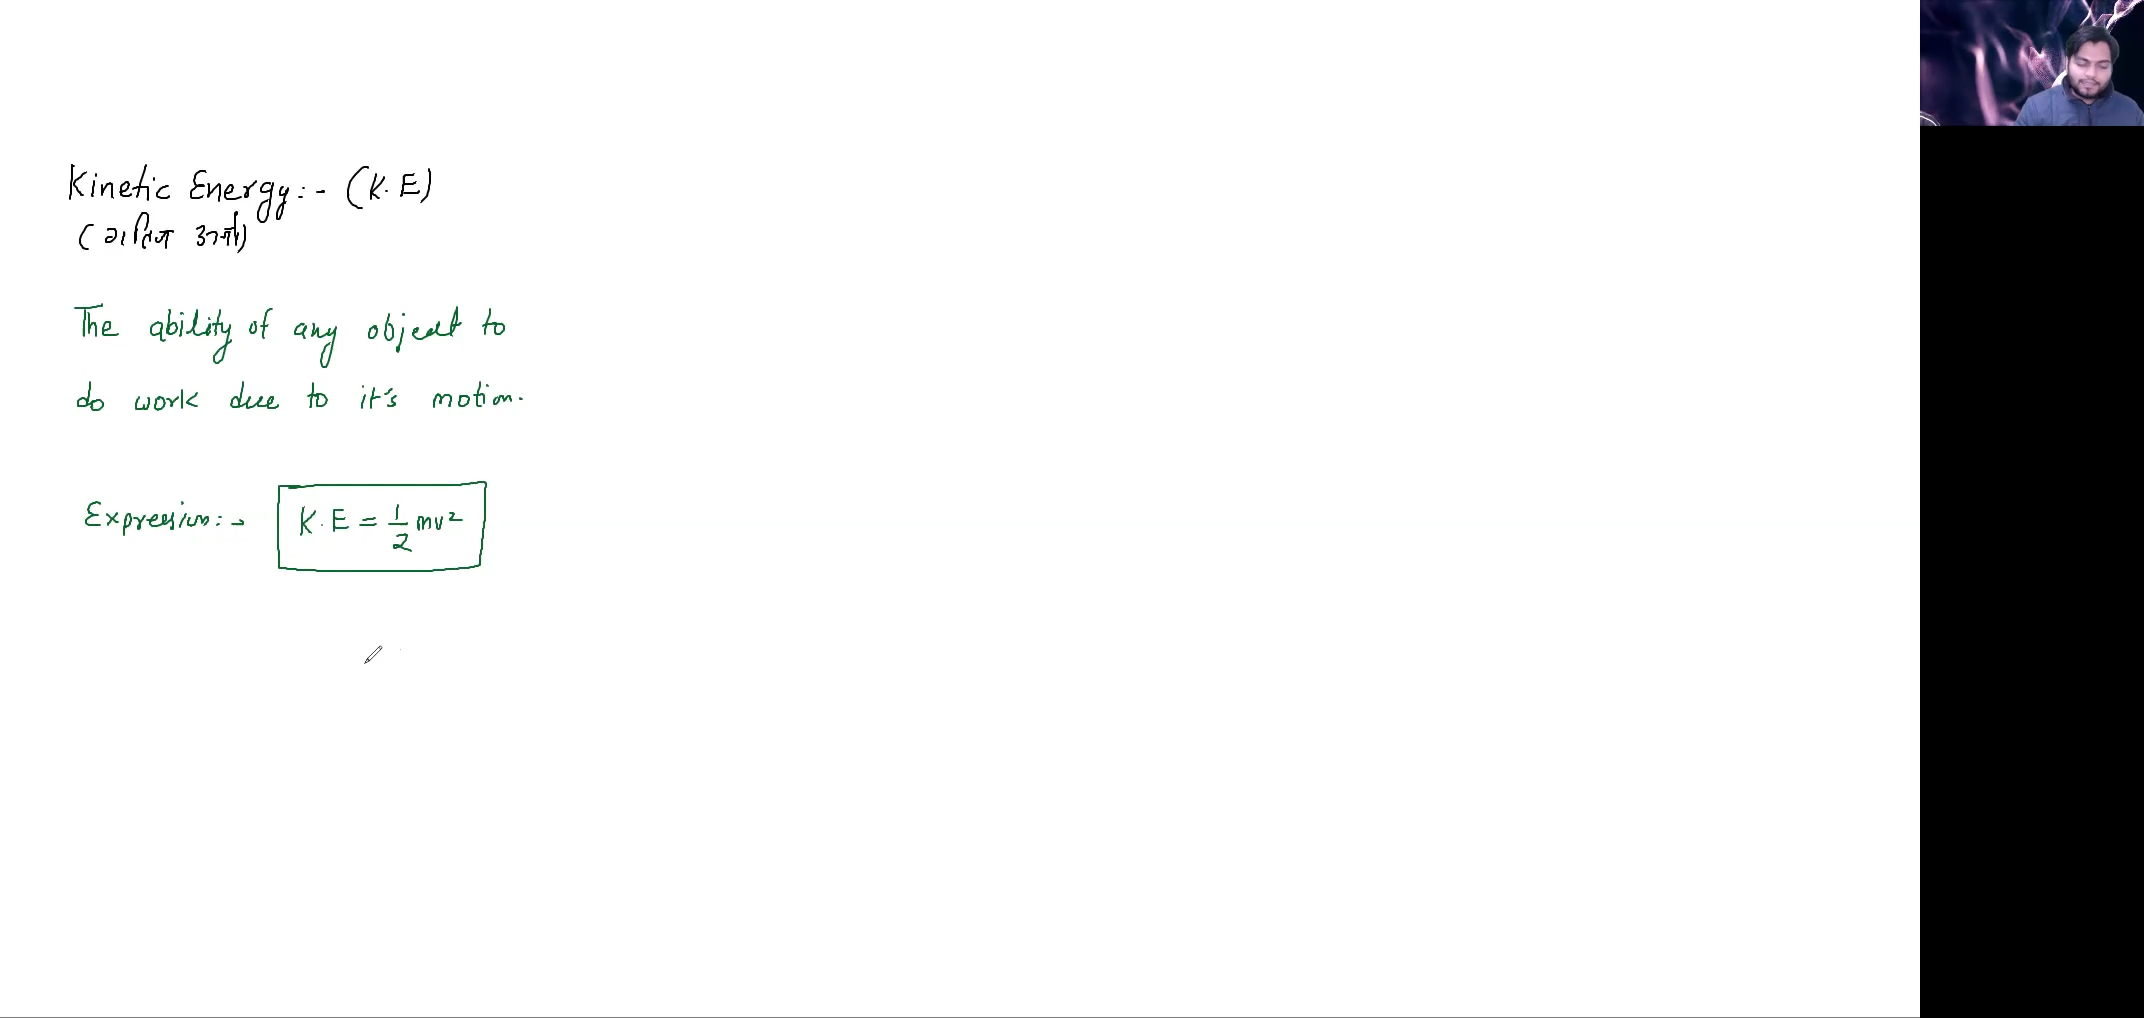 Kinetic Energy:- (K.E)
(गतिज ऊर्जा)
The ability of any object to
do work due to it's motion.
Expression:→ K.E = 1/2 mv²